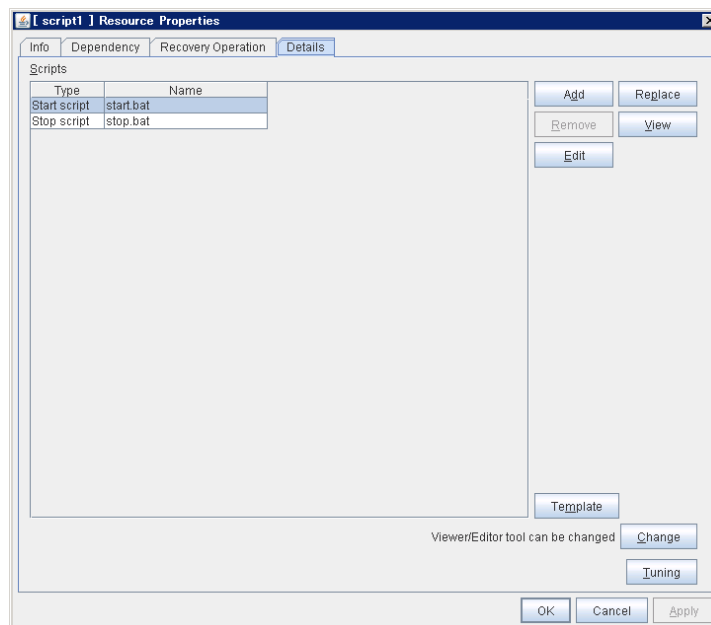 [ script1 ] Resource Properties
Info Dependency Recovery Operation Details
Scripts
Type Name
Start script start.bat
Stop script stop.bat
Add Replace
Remove View
Edit
Template
Viewer/Editor tool can be changed Change
Tuning
OK Cancel Apply